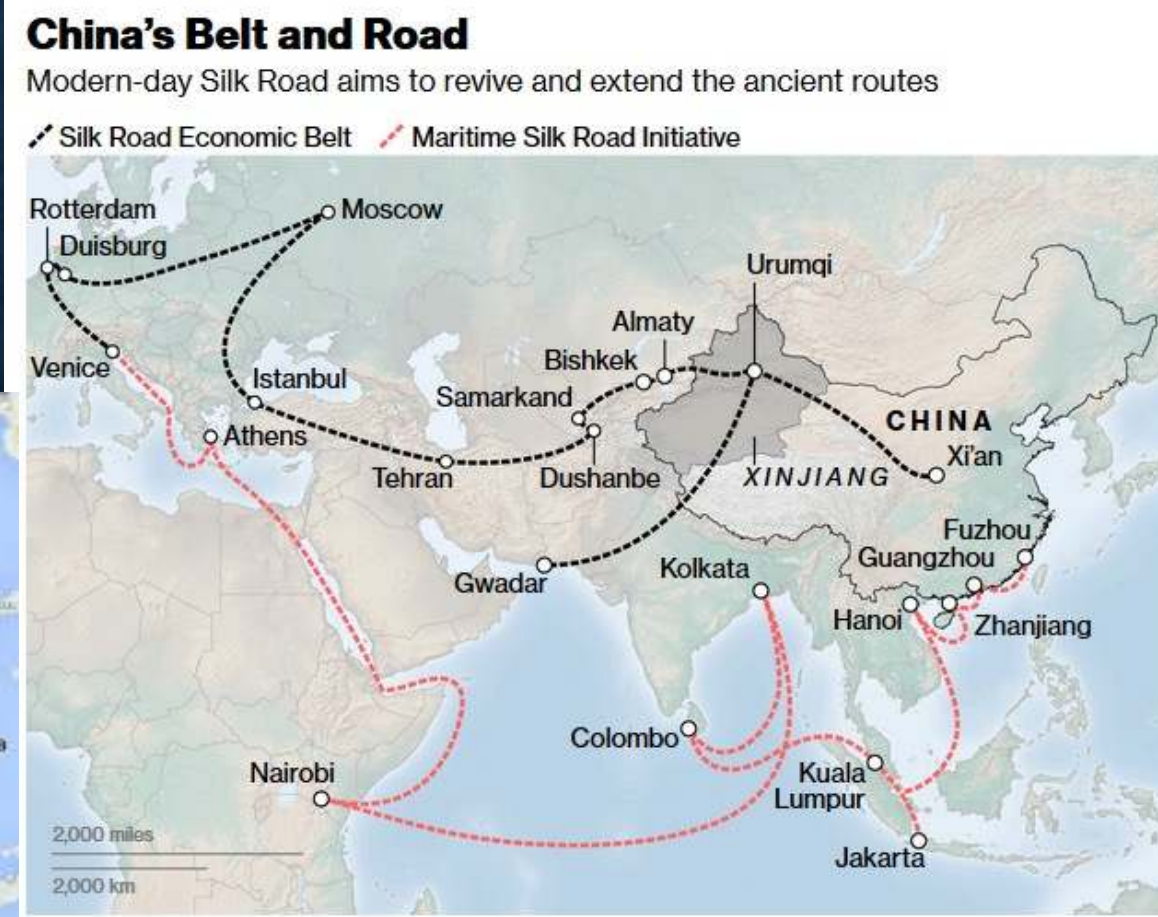 China's Belt and Road
Modern-day Silk Road aims to revive and extend the ancient routes
Silk Road Economic Belt Maritime Silk Road Initiative
Rotterdam
Moscow
Duisburg
Urumqi
Almaty
Bishkek
Venice
Istanbul
Samarkand
CHINA
Athens
Xi'an
Tehran
Dushanbe
XINJIANG
Fuzhou
Guangzhou
Kolkata
Gwadar
Hanoi
Zhanjiang
Colombo
Nairobi
Kuala
Lumpur
2,000 miles
Jakarta
2,000 km